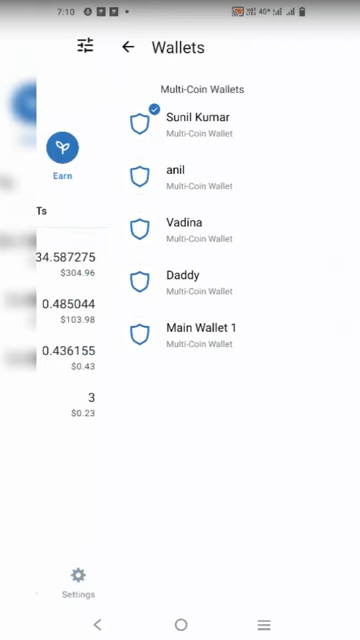 7:10
4G+
Wallets
Multi-Coin Wallets
Sunil Kumar
Multi-Coin Wallet
anil
Multi-Coin Wallet
Vadina
Multi-Coin Wallet
Daddy
Multi-Coin Wallet
Main Wallet 1
Multi-Coin Wallet
Earn
Ts
34.587275
$304.96
0.485044
$103.98
0.436155
$0.43
3
$0.23
Settings